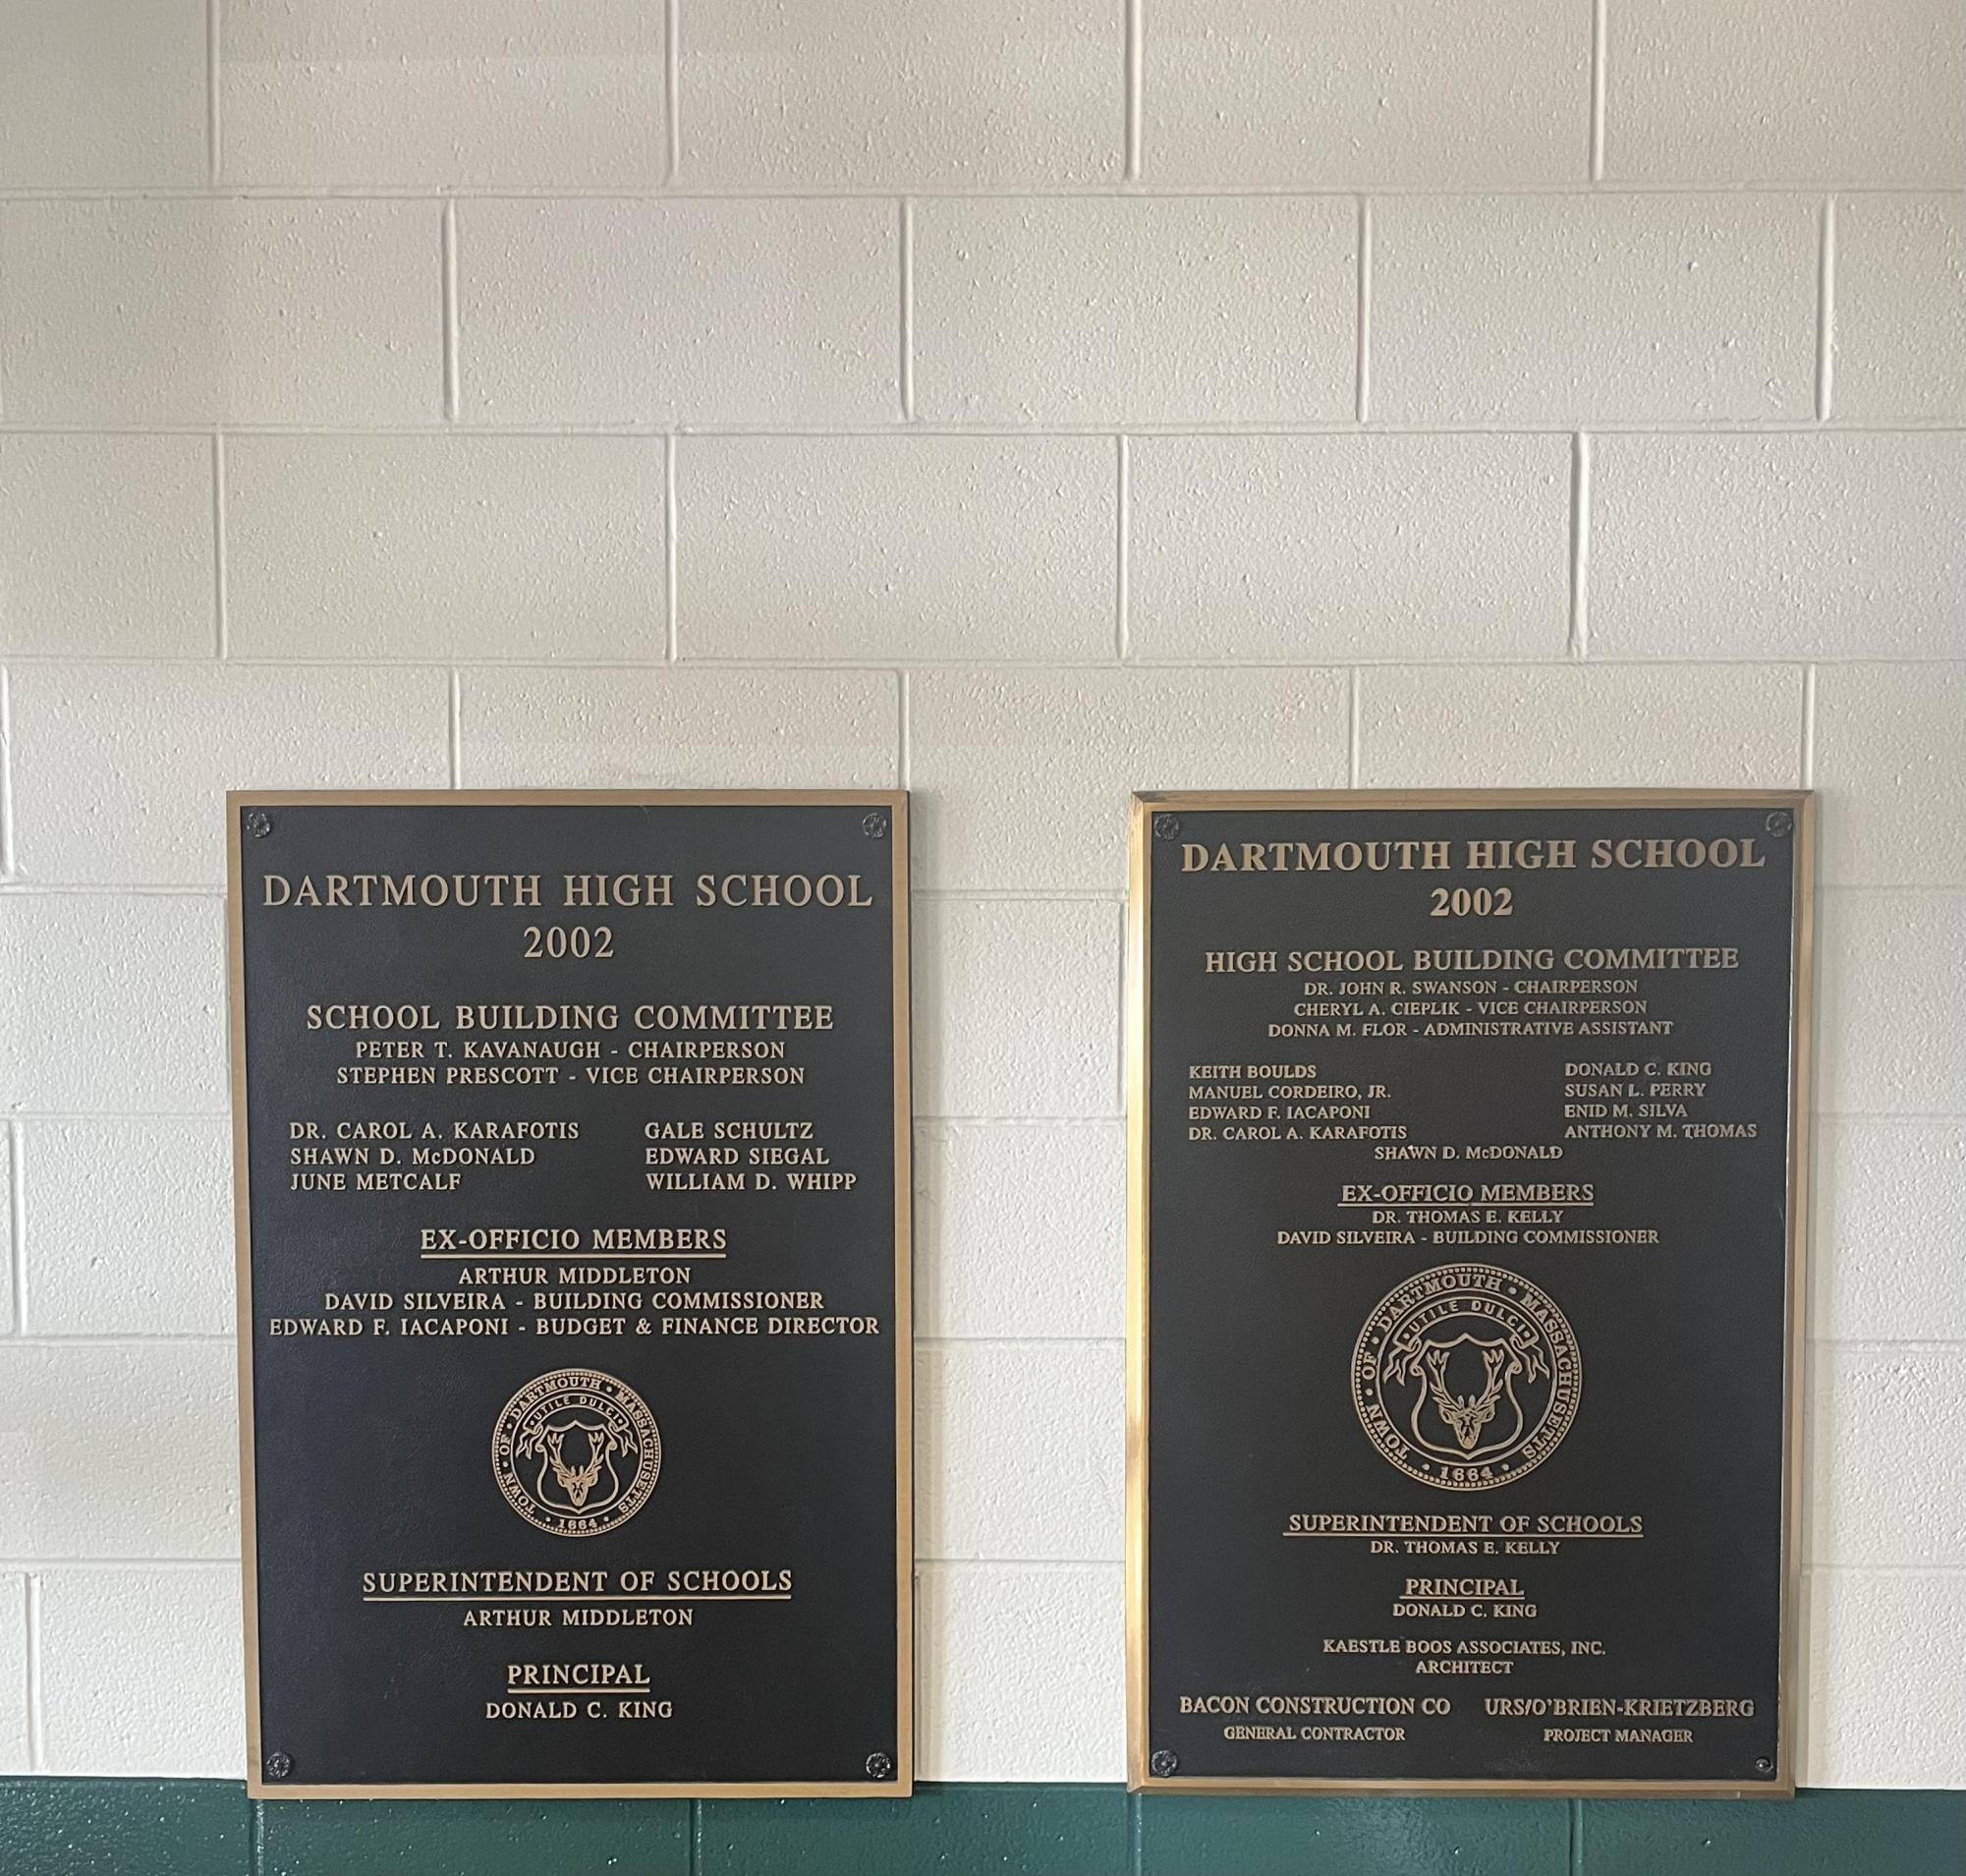 DARTMOUTH HIGH SCHOOL
2002
SCHOOL BUILDING COMMITTEE
PETER T. KAVANAUGH - CHAIRPERSON
STEPHEN PRESCOTT - VICE CHAIRPERSON
DR. CAROL A. KARAFOTIS GALE SCHULTZ
SHAWN D. McDONALD EDWARD SIEGAL
JUNE METCALF WILLIAM D. WHIPP
EX-OFFICIO MEMBERS
ARTHUR MIDDLETON
DAVID SILVEIRA - BUILDING COMMISSIONER
EDWARD F. IACAPONI - BUDGET & FINANCE DIRECTOR
TOWN • OF • DARTMOUTH • MASSACHUSETTS
• UTILE DULCI •
• 1664 •
SUPERINTENDENT OF SCHOOLS
ARTHUR MIDDLETON
PRINCIPAL
DONALD C. KING
DARTMOUTH HIGH SCHOOL
2002
HIGH SCHOOL BUILDING COMMITTEE
DR. JOHN R. SWANSON - CHAIRPERSON
CHERYL A. CIEPLIK - VICE CHAIRPERSON
DONNA M. FLOR - ADMINISTRATIVE ASSISTANT
KEITH BOULDS DONALD C. KING
MANUEL CORDEIRO, JR. SUSAN L. PERRY
EDWARD F. IACAPONI ENID M. SILVA
DR. CAROL A. KARAFOTIS ANTHONY M. THOMAS
SHAWN D. McDONALD
EX-OFFICIO MEMBERS
DR. THOMAS E. KELLY
DAVID SILVEIRA - BUILDING COMMISSIONER
TOWN • OF • DARTMOUTH • MASSACHUSETTS
• UTILE DULCI •
• 1664 •
SUPERINTENDENT OF SCHOOLS
DR. THOMAS E. KELLY
PRINCIPAL
DONALD C. KING
KAESTLE BOOS ASSOCIATES, INC.
ARCHITECT
BACON CONSTRUCTION CO URS/O'BRIEN-KRIETZBERG
GENERAL CONTRACTOR PROJECT MANAGER